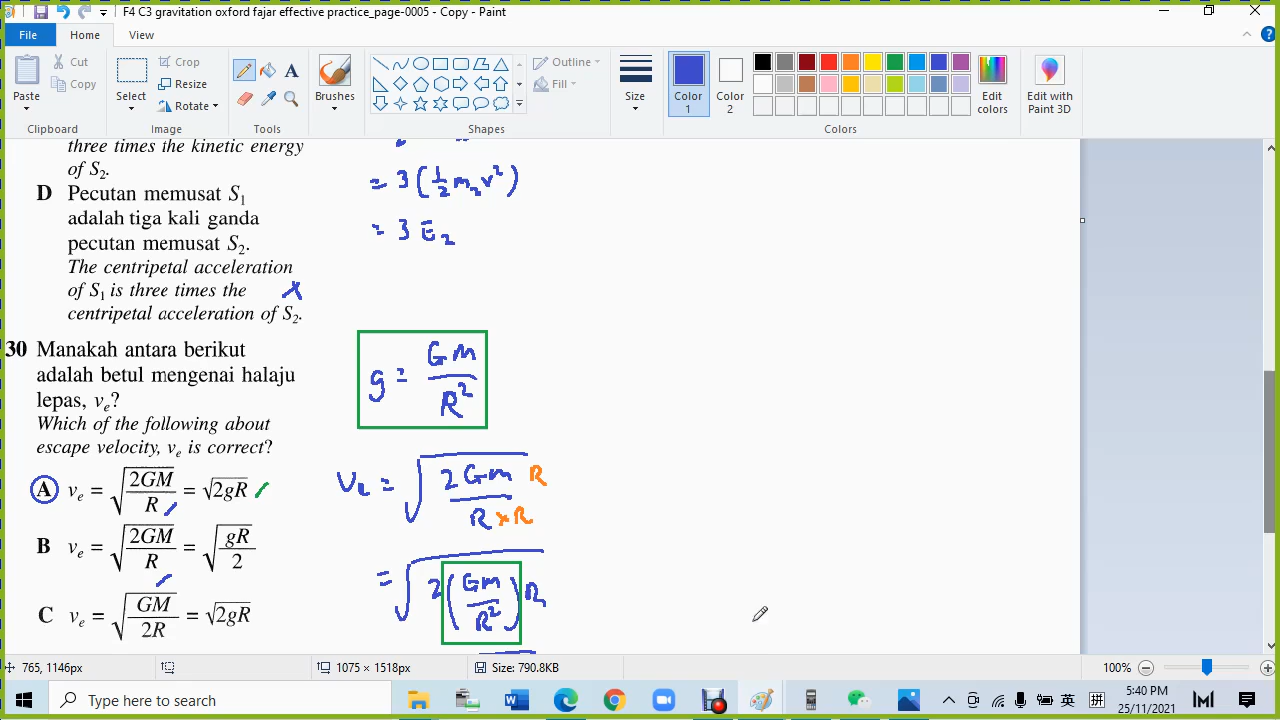 F4 C3 gravitation oxford fajar effective practice_page-0005 - Copy - Paint
File Home View
Paste
Cut
Copy
Clipboard
Select
Crop
Resize
Rotate
Image
A
Tools
Brushes
Shapes
Outline
Fill
Size
Color 1
Color 2
Colors
Edit colors
Edit with Paint 3D
three times the kinetic energy
of S₂.
D Pecutan memusat S₁
adalah tiga kali ganda
pecutan memusat S₂.
The centripetal acceleration
of S₁ is three times the
centripetal acceleration of S₂.
= 3 (½ m₂v²)
= 3 E₂
30 Manakah antara berikut
adalah betul mengenai halaju
lepas, vₑ?
Which of the following about
escape velocity, vₑ is correct?
A vₑ = √(2GM/R) = √2gR
B vₑ = √(2GM/R) = √(gR/2)
C vₑ = √(GM/2R) = √2gR
g = GM/R²
vₑ = √(2GM R / R × R)
= √(2 (GM/R²) R)
765, 1146px
1075 × 1518px
Size: 790.8KB
100%
Type here to search
英
拼
5:40 PM
25/11/2021